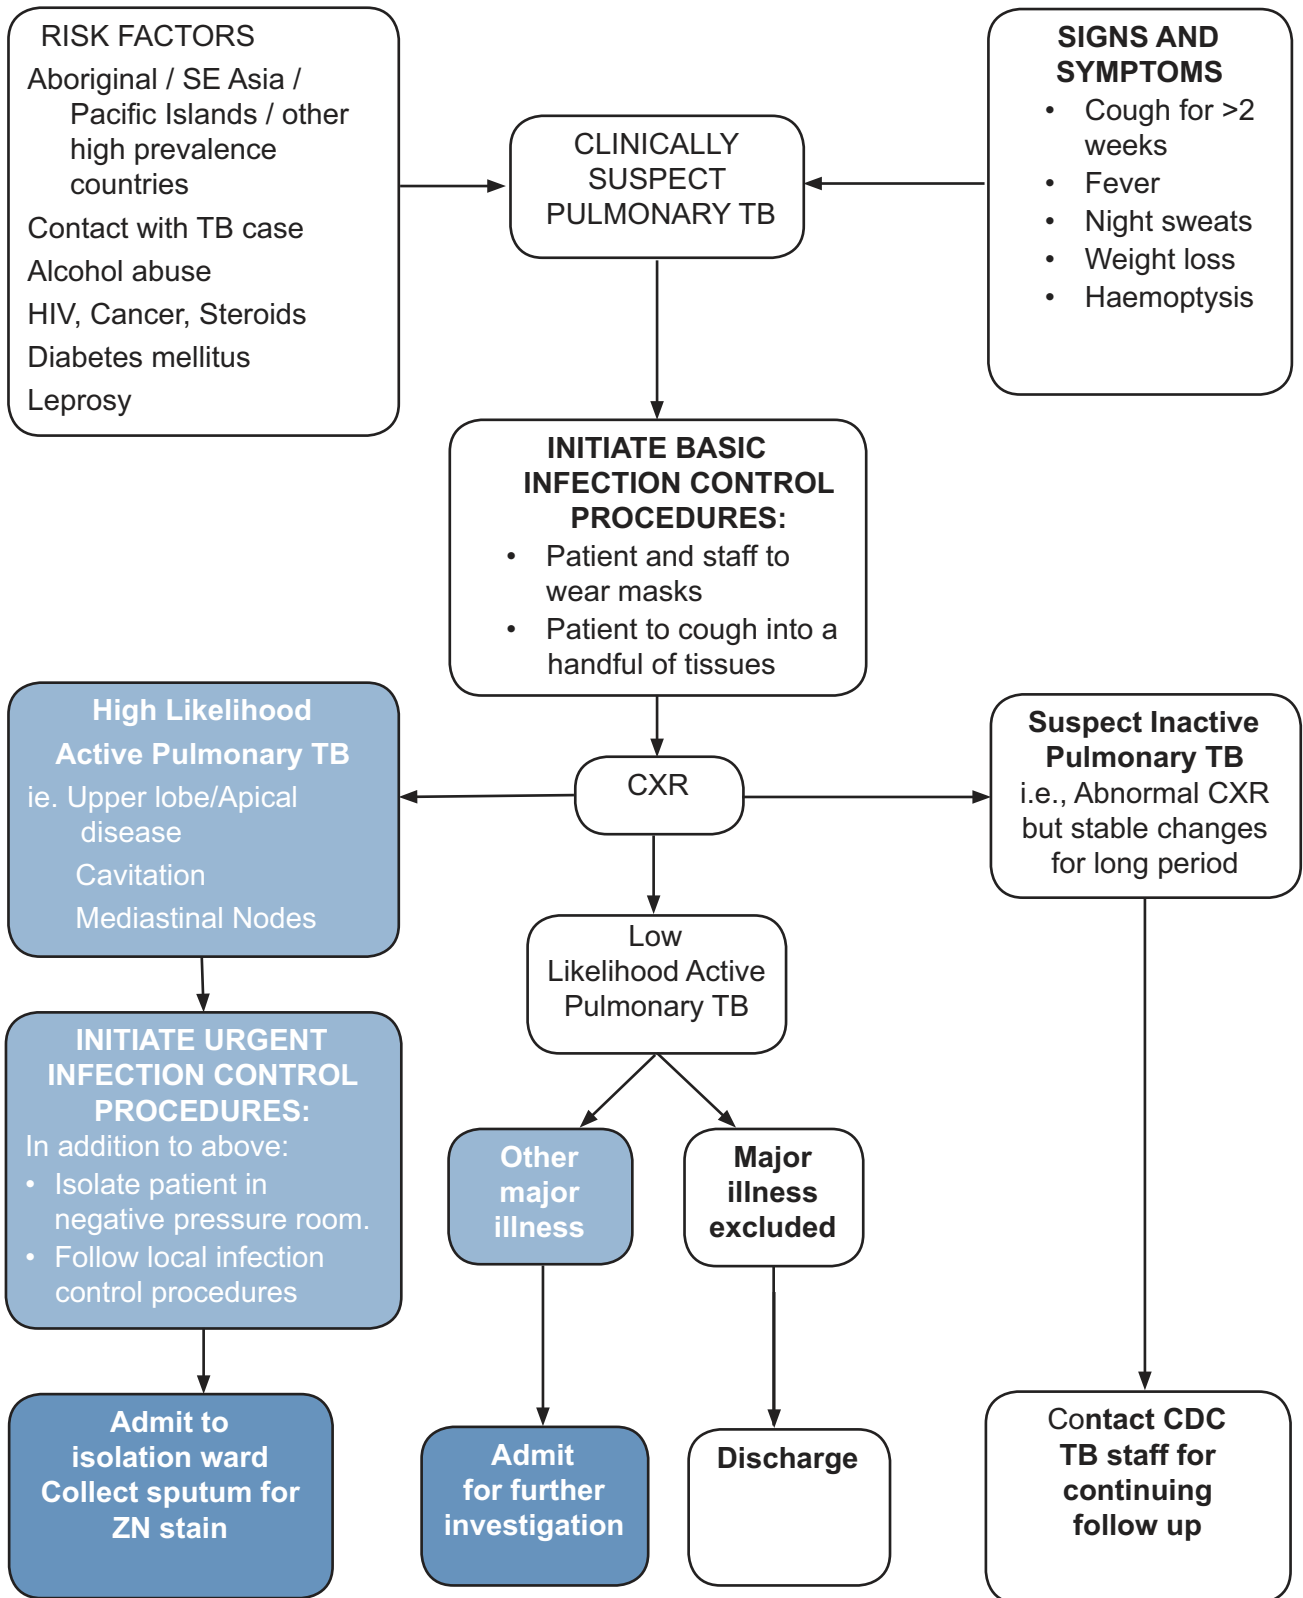 RISK FACTORS
Aboriginal / SE Asia /
Pacific Islands / other
high prevalence
countries
Contact with TB case
Alcohol abuse
HIV, Cancer, Steroids
Diabetes mellitus
Leprosy
CLINICALLY
SUSPECT
PULMONARY TB
SIGNS AND
SYMPTOMS
• Cough for >2
weeks
• Fever
• Night sweats
• Weight loss
• Haemoptysis
INITIATE BASIC
INFECTION CONTROL
PROCEDURES:
• Patient and staff to
wear masks
• Patient to cough into a
handful of tissues
High Likelihood
Active Pulmonary TB
ie. Upper lobe/Apical
disease
Cavitation
Mediastinal Nodes
CXR
Suspect Inactive
Pulmonary TB
i.e., Abnormal CXR
but stable changes
for long period
Low
Likelihood Active
Pulmonary TB
INITIATE URGENT
INFECTION CONTROL
PROCEDURES:
In addition to above:
• Isolate patient in
negative pressure room.
• Follow local infection
control procedures
Other
major
illness
Major
illness
excluded
Admit to
isolation ward
Collect sputum for
ZN stain
Admit
for further
investigation
Discharge
Contact CDC
TB staff for
continuing
follow up